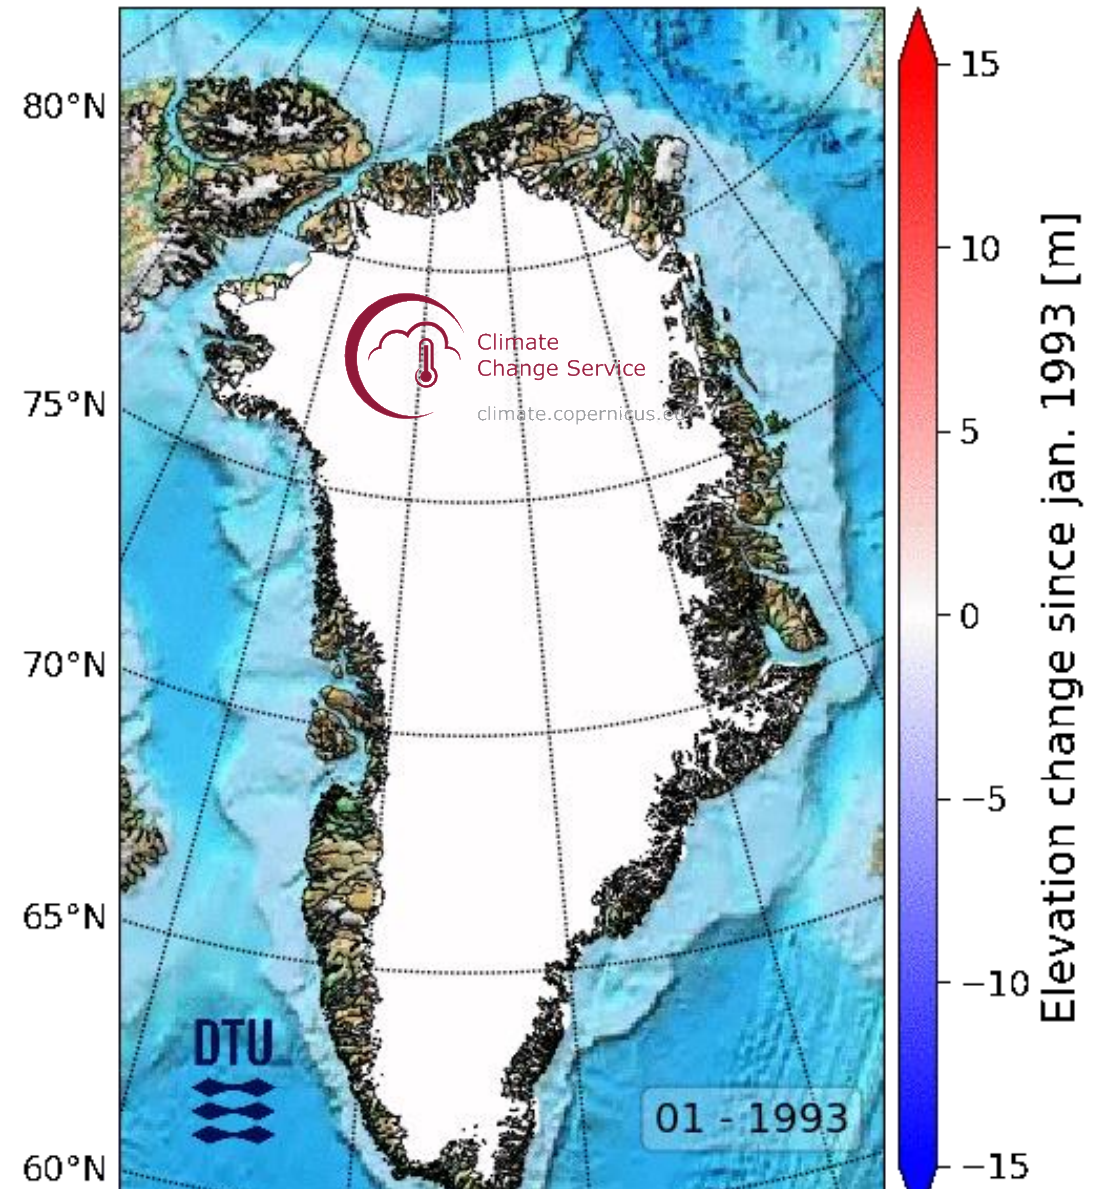 80°N
75°N
70°N
65°N
60°N
Climate
Change Service
climate.copernicus.eu
DTU
01 - 1993
15
10
5
0
−5
−10
−15
Elevation change since jan. 1993 [m]